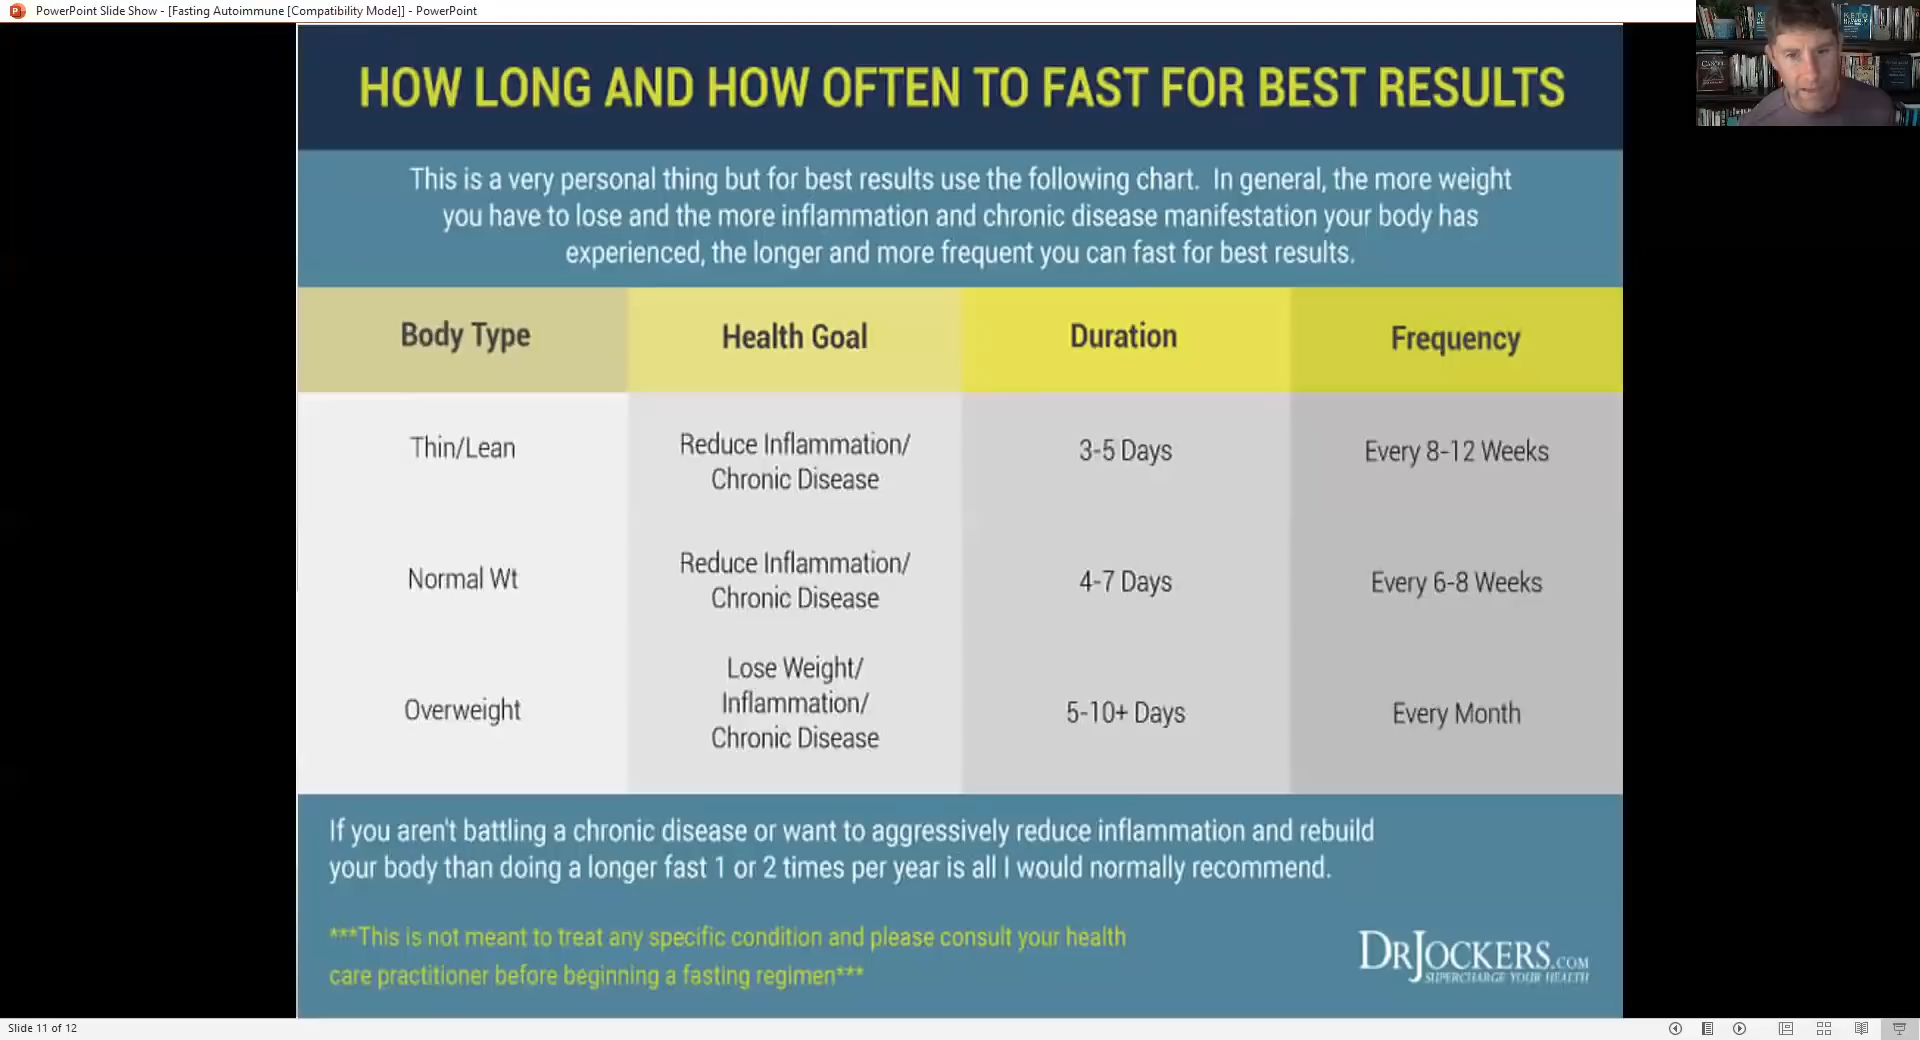 PowerPoint Slide Show - [Fasting Autoimmune [Compatibility Mode]] - PowerPoint
HOW LONG AND HOW OFTEN TO FAST FOR BEST RESULTS
This is a very personal thing but for best results use the following chart. In general, the more weight
you have to lose and the more inflammation and chronic disease manifestation your body has
experienced, the longer and more frequent you can fast for best results.
Body Type Health Goal Duration Frequency
Thin/Lean Reduce Inflammation/ 3-5 Days Every 8-12 Weeks
Chronic Disease
Normal Wt Reduce Inflammation/ 4-7 Days Every 6-8 Weeks
Chronic Disease
Lose Weight/
Overweight Inflammation/ 5-10+ Days Every Month
Chronic Disease
If you aren't battling a chronic disease or want to aggressively reduce inflammation and rebuild
your body than doing a longer fast 1 or 2 times per year is all I would normally recommend.
***This is not meant to treat any specific condition and please consult your health
care practitioner before beginning a fasting regimen***
DRJOCKERS.COM
SUPERCHARGE YOUR HEALTH
Slide 11 of 12